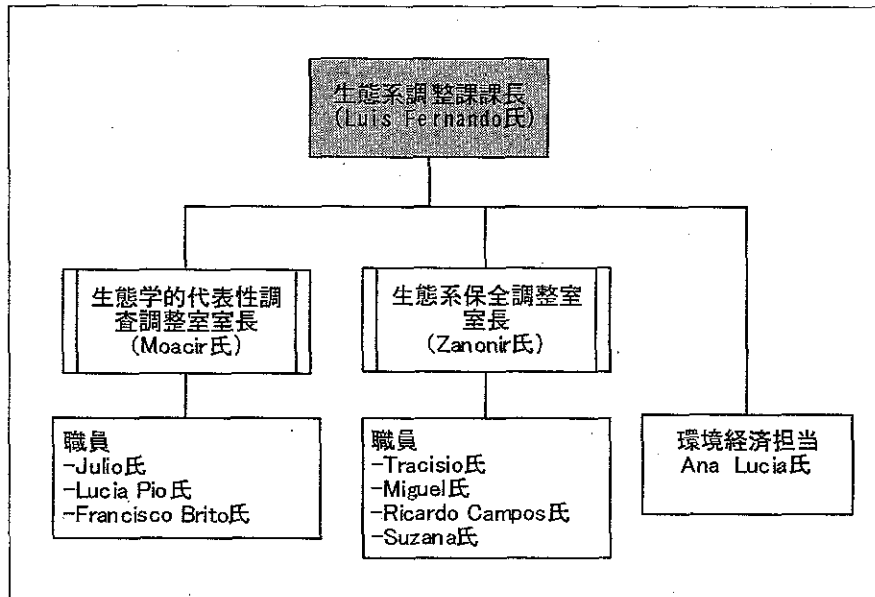 生態系調整課課長
(Luis Fernando氏)
生態学的代表性調
査調整室室長
(Moacir氏)
生態系保全調整室
室長
(Zanonir氏)
職員
-Julio氏
-Lucia Pio氏
-Francisco Brito氏
職員
-Tracisio氏
-Miguel氏
-Ricardo Campos氏
-Suzana氏
環境経済担当
Ana Lucia氏